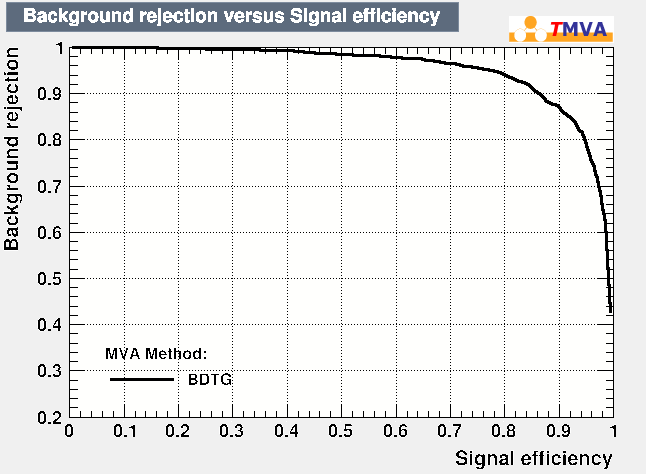 Background rejection versus Signal efficiency
TMVA
Background rejection
1
0.9
0.8
0.7
0.6
0.5
0.4
0.3
0.2
MVA Method:
BDTG
0 0.1 0.2 0.3 0.4 0.5 0.6 0.7 0.8 0.9 1
Signal efficiency